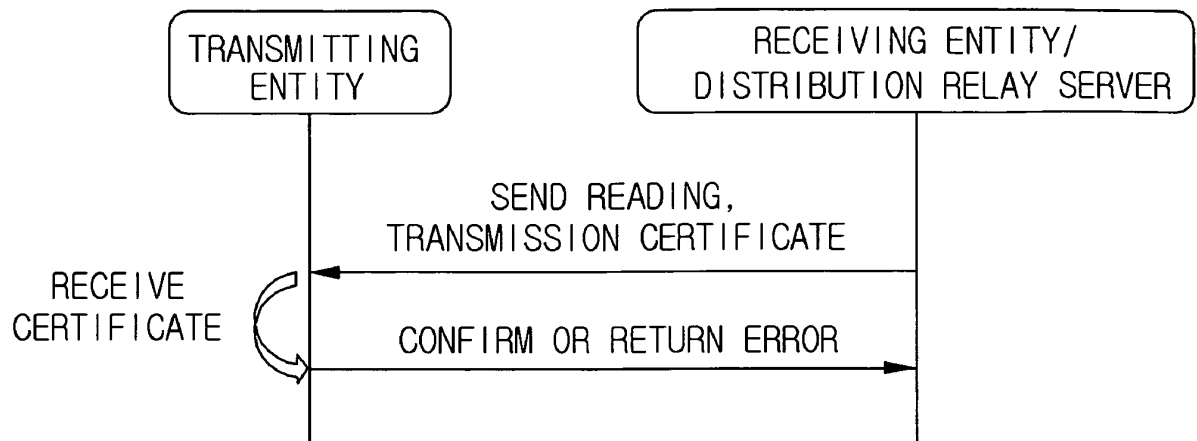 TRANSMITTING
ENTITY
RECEIVING ENTITY/
DISTRIBUTION RELAY SERVER
SEND READING,
TRANSMISSION CERTIFICATE
RECEIVE
CERTIFICATE
CONFIRM OR RETURN ERROR